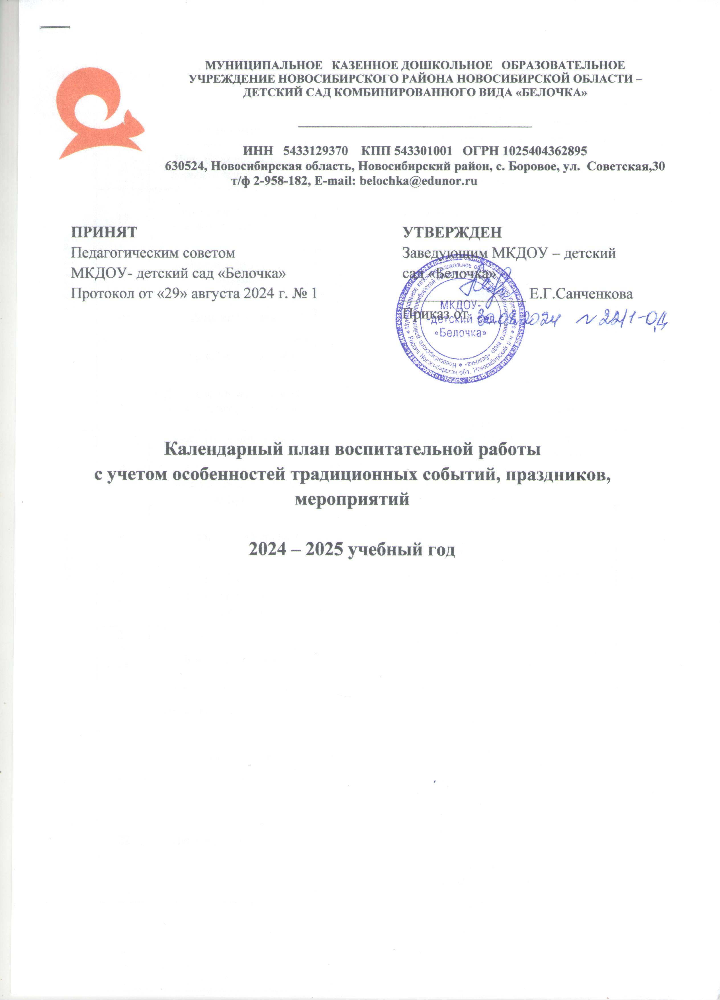 МУНИЦИПАЛЬНОЕ КАЗЕННОЕ ДОШКОЛЬНОЕ ОБРАЗОВАТЕЛЬНОЕ
УЧРЕЖДЕНИЕ НОВОСИБИРСКОГО РАЙОНА НОВОСИБИРСКОЙ ОБЛАСТИ –
ДЕТСКИЙ САД КОМБИНИРОВАННОГО ВИДА «БЕЛОЧКА»
ИНН 5433129370 КПП 543301001 ОГРН 1025404362895
630524, Новосибирская область, Новосибирский район, с. Боровое, ул. Советская,30
т/ф 2-958-182, E-mail: belochka@edunor.ru
ПРИНЯТ
Педагогическим советом
МКДОУ- детский сад «Белочка»
Протокол от «29» августа 2024 г. № 1
УТВЕРЖДЕН
Заведующим МКДОУ – детский
сад «Белочка»
Е.Г.Санченкова
Приказ от 30.08.2024 № 22/1-ОД
МКДОУ-
-детский сад
«Белочка»
Календарный план воспитательной работы
с учетом особенностей традиционных событий, праздников,
мероприятий
2024 – 2025 учебный год